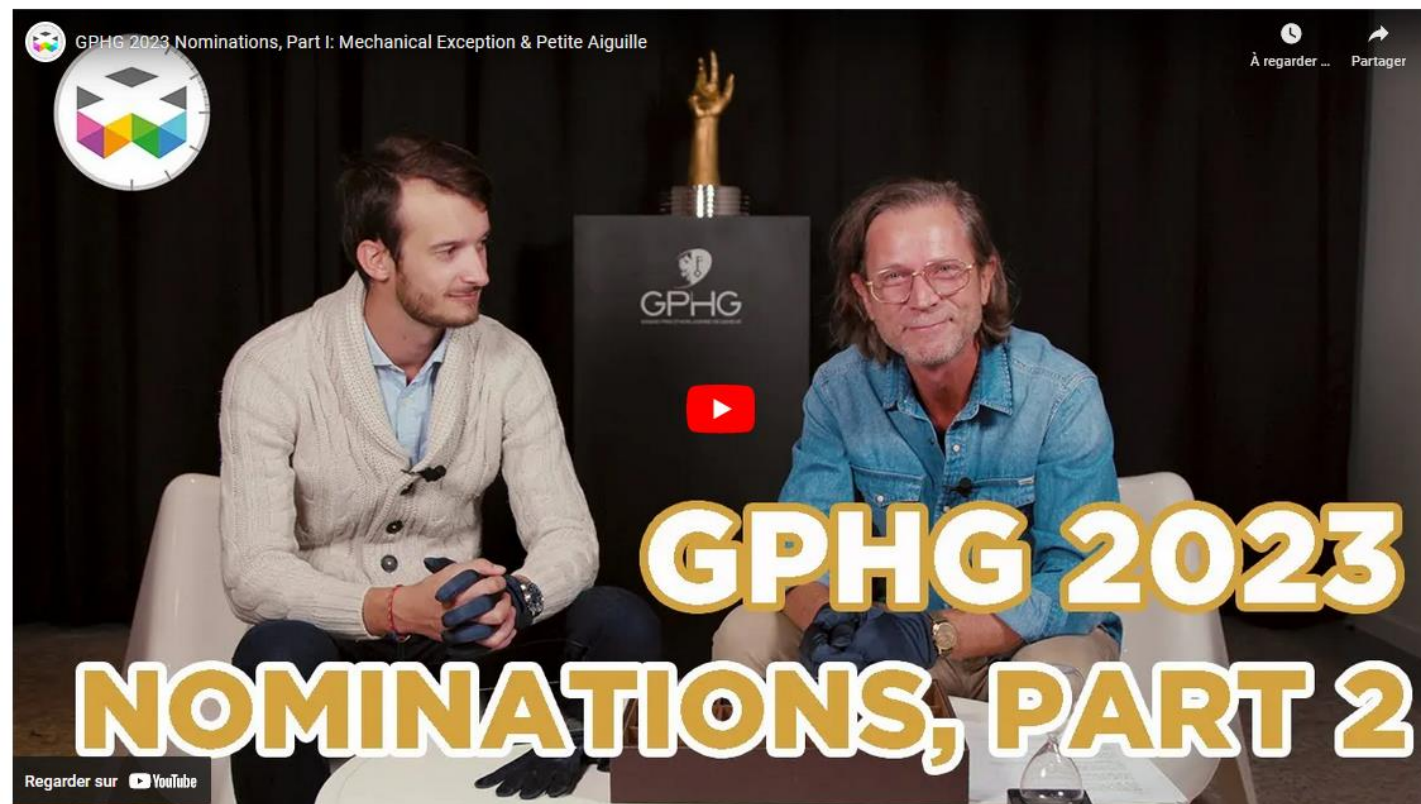 GPHG 2023 Nominations, Part I: Mechanical Exception & Petite Aiguille
À regarder ...
Partager
GPHG
GPHG 2023
NOMINATIONS, PART 2
Regarder sur YouTube